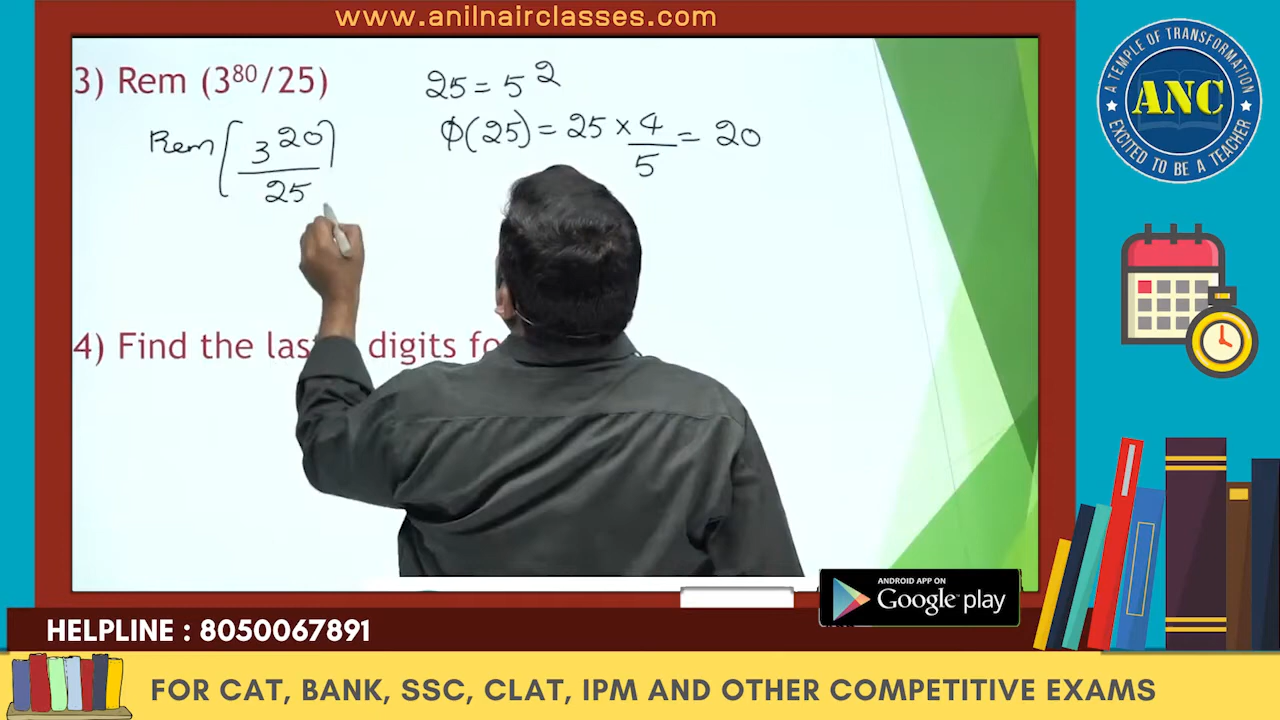 www.anilnairclasses.com
3) Rem (3⁸⁰/25)
25 = 5²
Rem [3²⁰/25]
φ(25) = 25 × 4/5 = 20
4) Find the las digits fo
A TEMPLE OF TRANSFORMATION
ANC
EXCITED TO BE A TEACHER
ANDROID APP ON
Google play
HELPLINE : 8050067891
FOR CAT, BANK, SSC, CLAT, IPM AND OTHER COMPETITIVE EXAMS